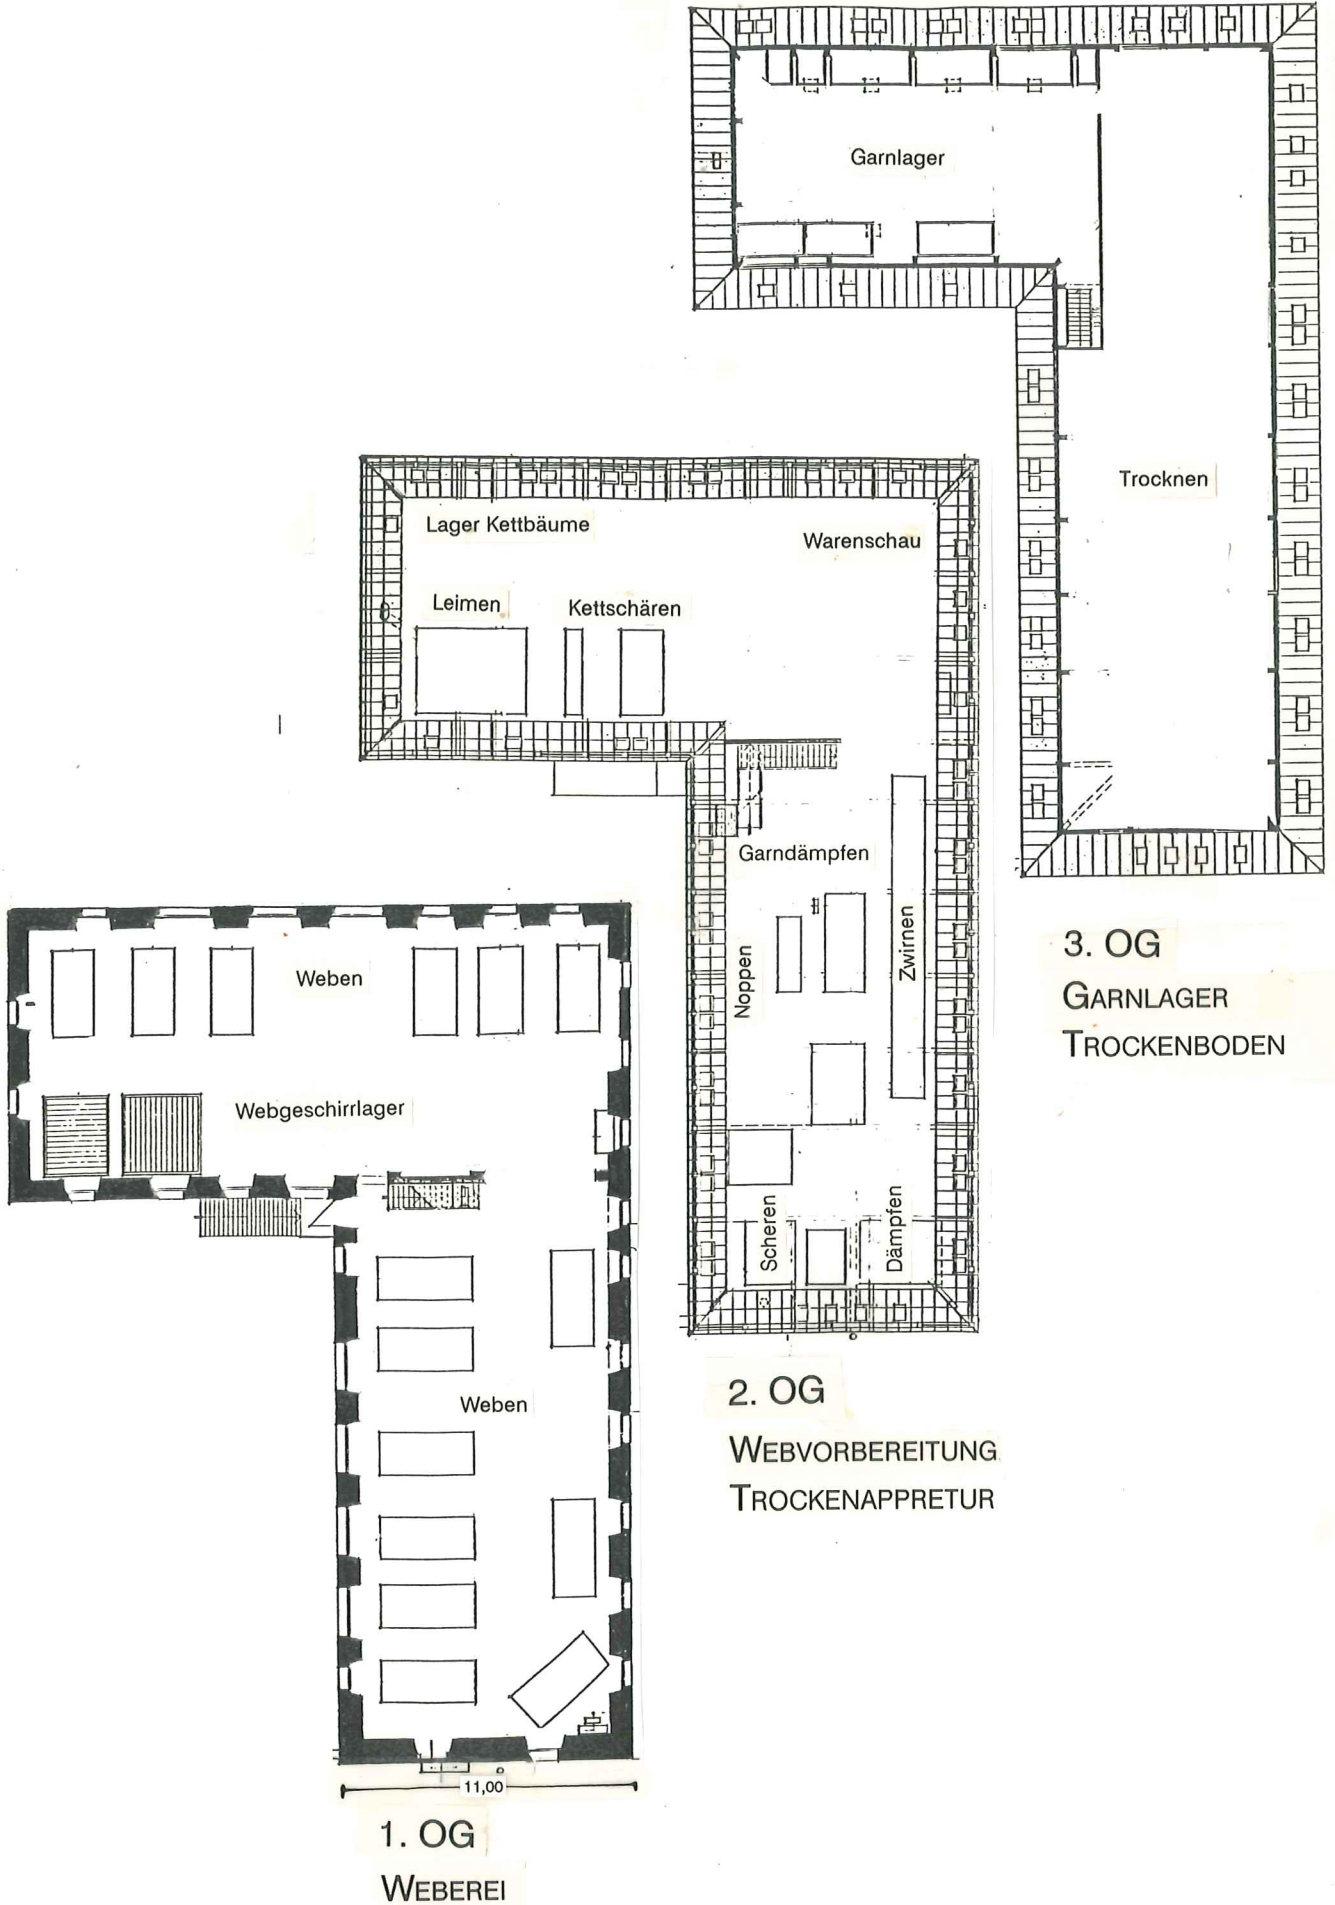 Garnlager
Trocknen
3. OG
GARNLAGER
TROCKENBODEN
Lager Kettbäume
Warenschau
Leimen
Kettschären
Garndämpfen
Noppen
Zwirnen
Scheren
Dämpfen
2. OG
WEBVORBEREITUNG
TROCKENAPPRETUR
Weben
Webgeschirrlager
Weben
11,00
1. OG
WEBEREI